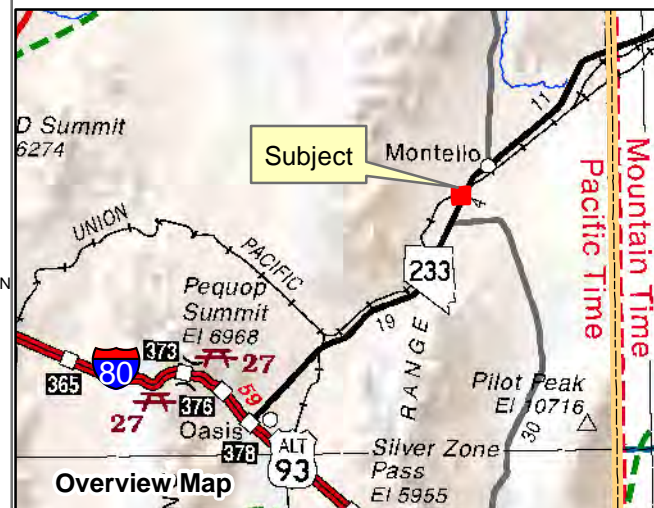 D Summit
6274
Subject
Montello
11
4
UNION
PACIFIC
233
N
Pequop
Summit
El 6968
19
373
27
365
80
27
376
59
RANGE
Pilot Peak
El 10716
30
Oasis
378
ALT
93
Silver Zone
Pass
El 5955
Overview Map
Pacific Time
Mountain Time